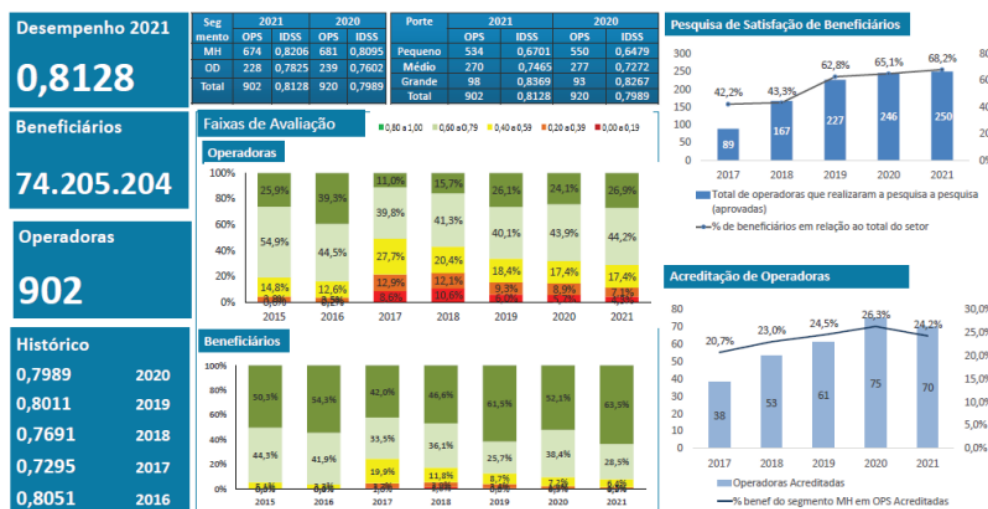 Desempenho 2021
0,8128
Beneficiários
74.205.204
Operadoras
902
Histórico
0,7989 2020
0,8011 2019
0,7691 2018
0,7295 2017
0,8051 2016
Seg mento 2021 2020
OPS IDSS OPS IDSS
MH 674 0,8206 681 0,8095
OD 228 0,7825 239 0,7602
Total 902 0,8128 920 0,7989
Porte 2021 2020
OPS IDSS OPS IDSS
Pequeno 534 0,6701 550 0,6479
Médio 270 0,7465 277 0,7272
Grande 98 0,8369 93 0,8267
Total 902 0,8128 920 0,7989
Faixas de Avaliação
0,80 a 1,00 0,60 a 0,79 0,40 a 0,59 0,20 a 0,39 0,00 a 0,19
Operadoras
100%
80%
60%
40%
20%
0%
25,9% 39,3% 11,0% 15,7% 26,1% 24,1% 26,9%
54,9% 44,5% 39,8% 41,3% 40,1% 43,9% 44,2%
14,8% 12,6% 27,7% 20,4% 18,4% 17,4% 17,4%
12,9% 12,1% 9,3% 8,9% 7,1%
8,6% 10,6% 6,0% 5,7%
2015 2016 2017 2018 2019 2020 2021
Beneficiários
100%
80%
60%
40%
20%
0%
50,3% 54,3% 42,0% 46,6% 61,5% 52,1% 63,5%
44,3% 41,9% 33,5% 36,1% 25,7% 38,4% 28,5%
19,9% 11,8% 8,7% 7,2% 6,4%
2015 2016 2017 2018 2019 2020 2021
Pesquisa de Satisfação de Beneficiários
300
250
200
150
100
50
0
42,2% 43,3% 62,8% 65,1% 68,2%
89 167 227 246 250
2017 2018 2019 2020 2021
Total de operadoras que realizaram a pesquisa a pesquisa
(aprovadas)
% de beneficiários em relação ao total do setor
Acreditação de Operadoras
80
70
60
50
40
30
20
10
0
20,7% 23,0% 24,5% 26,3% 24,2%
38 53 61 75 70
30,0%
25,0%
20,0%
15,0%
10,0%
5,0%
0,0%
2017 2018 2019 2020 2021
Operadoras Acreditadas
% benef do segmento MH em OPS Acreditadas